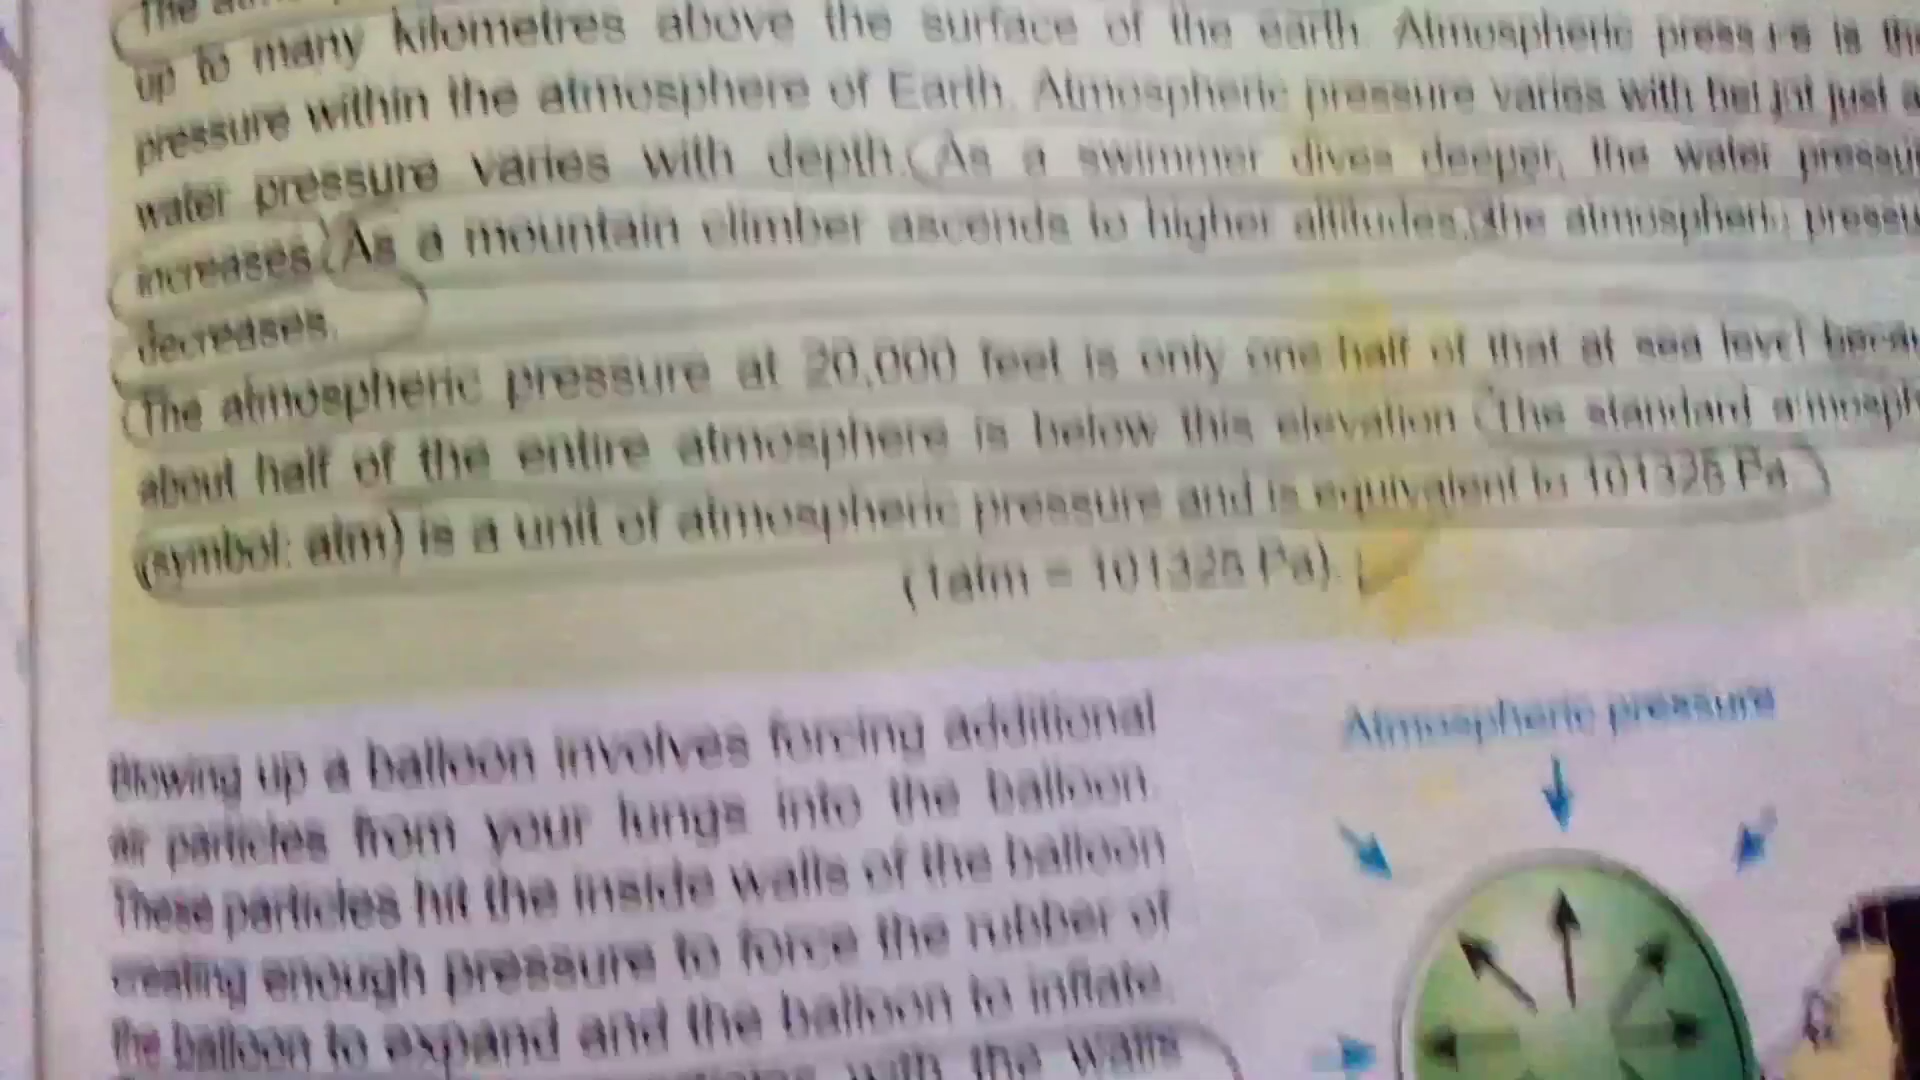 The
up to many kilometres above the surface of the earth. Atmospheric pressure is the
pressure within the atmosphere of Earth. Atmospheric pressure varies with height just
water pressure varies with depth. As a swimmer dives deeper, the water
increases. As a mountain climber ascends to higher altitudes, the atmospheric
decreases.
The atmospheric pressure at 20,000 feet is only one half of that at sea level
about half of the entire atmosphere is below this elevation. The standard
(symbol: atm) is a unit of atmospheric pressure and is equivalent to 101325 Pa.
(1atm = 101325 Pa).
Blowing up a balloon involves forcing additional
air particles from your lungs into the balloon.
These particles hit the inside walls of the balloon
creating enough pressure to force the rubber of
the balloon to expand and the balloon to inflate.
with the walls
Atmospheric pressure